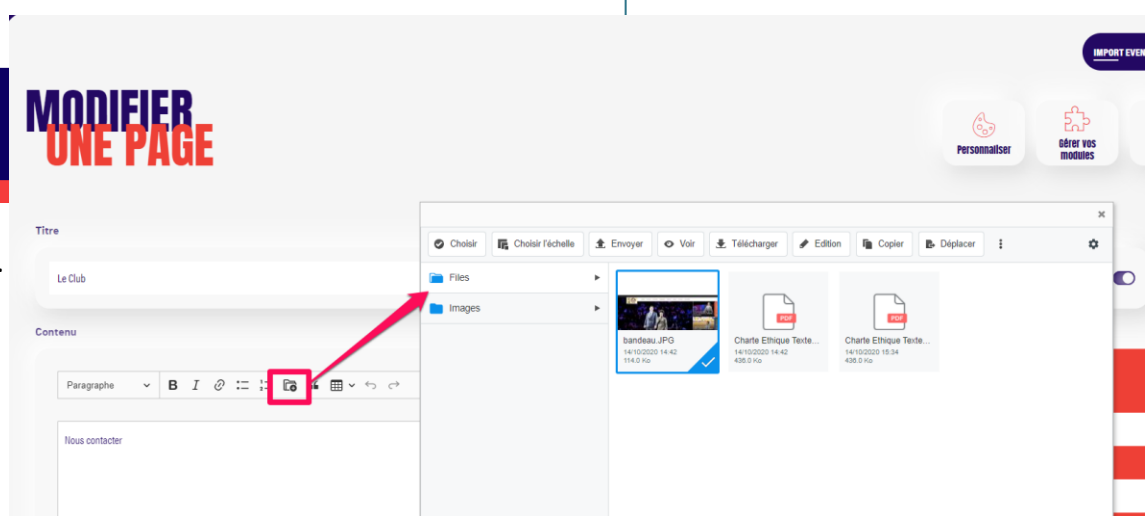 IMPORT EVEN
MODIFIER
UNE PAGE
Personnaliser
Gérer vos
modules
Titre
Le Club
Contenu
Paragraphe
B I
Nous contacter
Choisir
Choisir l'échelle
Envoyer
Voir
Télécharger
Edition
Copier
Déplacer
Files
Images
bandeau.JPG
14/10/2020 14:42
114.0 Ko
Charte Ethique Texte...
14/10/2020 14:42
436.0 Ko
Charte Ethique Texte...
14/10/2020 15:34
436.0 Ko
PDF
PDF